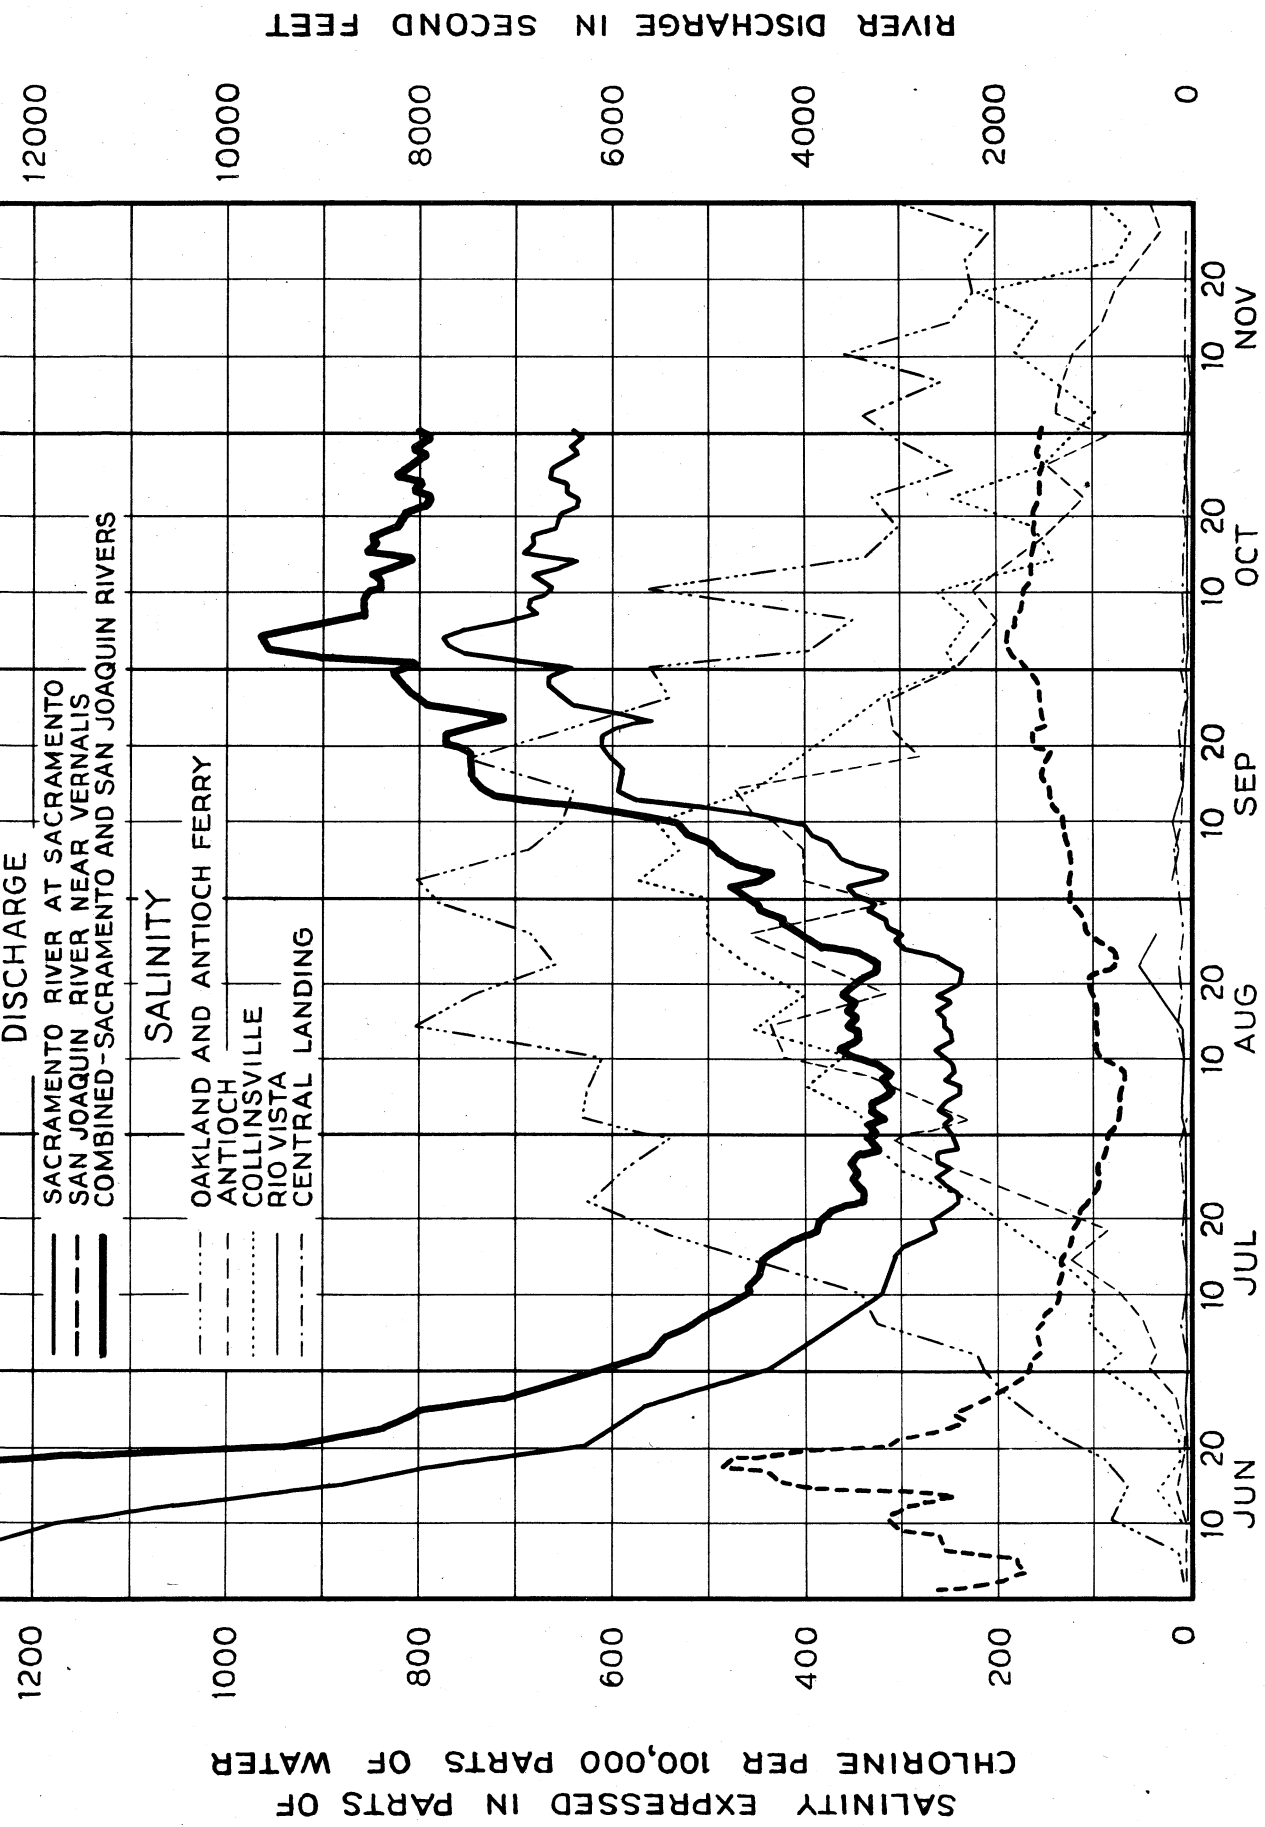 DISCHARGE
SACRAMENTO RIVER AT SACRAMENTO
SAN JOAQUIN RIVER NEAR VERNALIS
COMBINED-SACRAMENTO AND SAN JOAQUIN RIVERS
SALINITY
OAKLAND AND ANTIOCH FERRY
ANTIOCH
COLLINSVILLE
RIO VISTA
CENTRAL LANDING
SALINITY EXPRESSED IN PARTS OF
CHLORINE PER 100,000 PARTS OF WATER
1200
1000
800
600
400
200
0
RIVER DISCHARGE IN SECOND FEET
12000
10000
8000
6000
4000
2000
0
10 20 10 20 10 20 10 20 10 20 10 20
JUN JUL AUG SEP OCT NOV